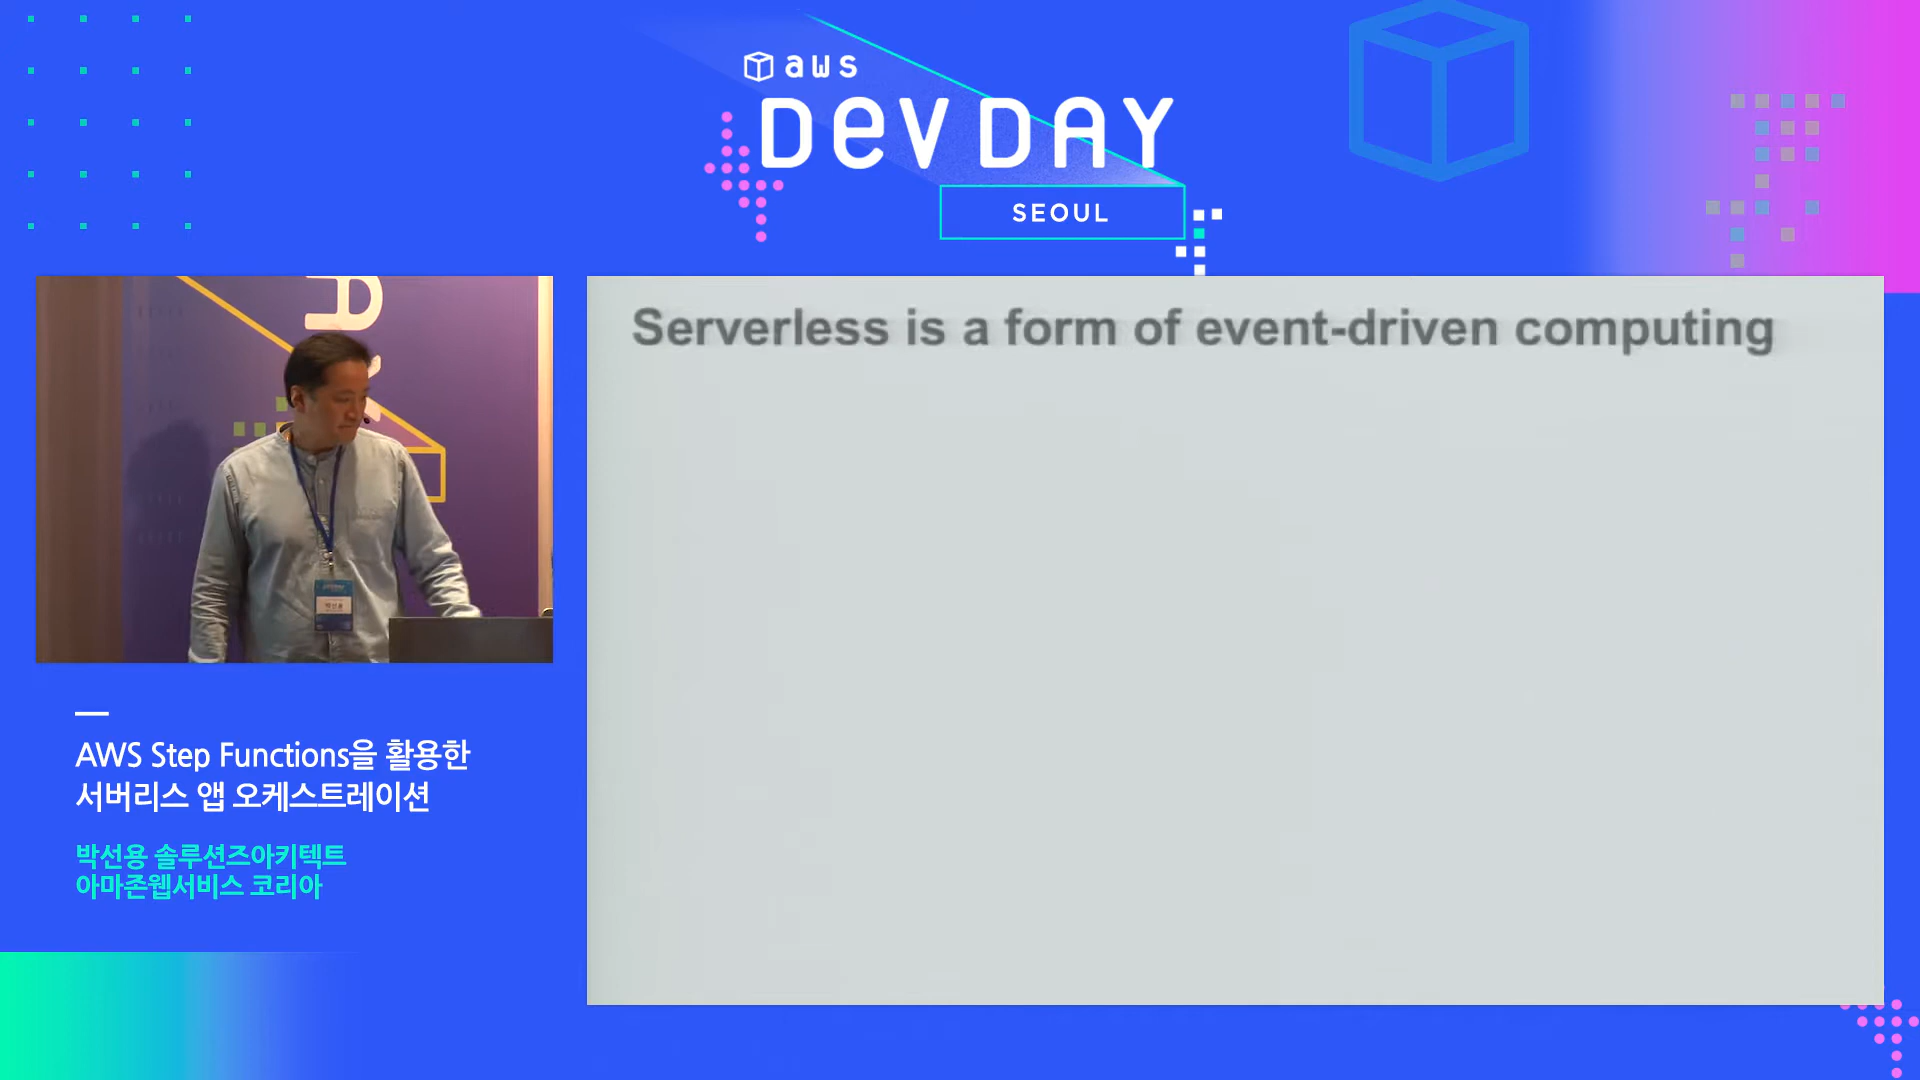 aws
DEV DAY
SEOUL
Serverless is a form of event-driven computing
AWS Step Functions을 활용한
서버리스 앱 오케스트레이션
박선용 솔루션즈아키텍트
아마존웹서비스 코리아